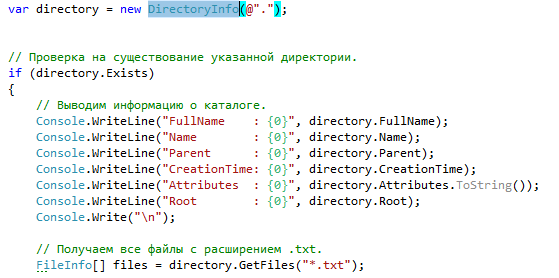 var directory = new DirectoryInfo(@".");
// Проверка на существование указанной директории.
if (directory.Exists)
{
// Выводим информацию о каталоге.
Console.WriteLine("FullName    : {0}", directory.FullName);
Console.WriteLine("Name        : {0}", directory.Name);
Console.WriteLine("Parent      : {0}", directory.Parent);
Console.WriteLine("CreationTime: {0}", directory.CreationTime);
Console.WriteLine("Attributes  : {0}", directory.Attributes.ToString());
Console.WriteLine("Root        : {0}", directory.Root);
Console.Write("\n");
// Получаем все файлы с расширением .txt.
FileInfo[] files = directory.GetFiles("*.txt");